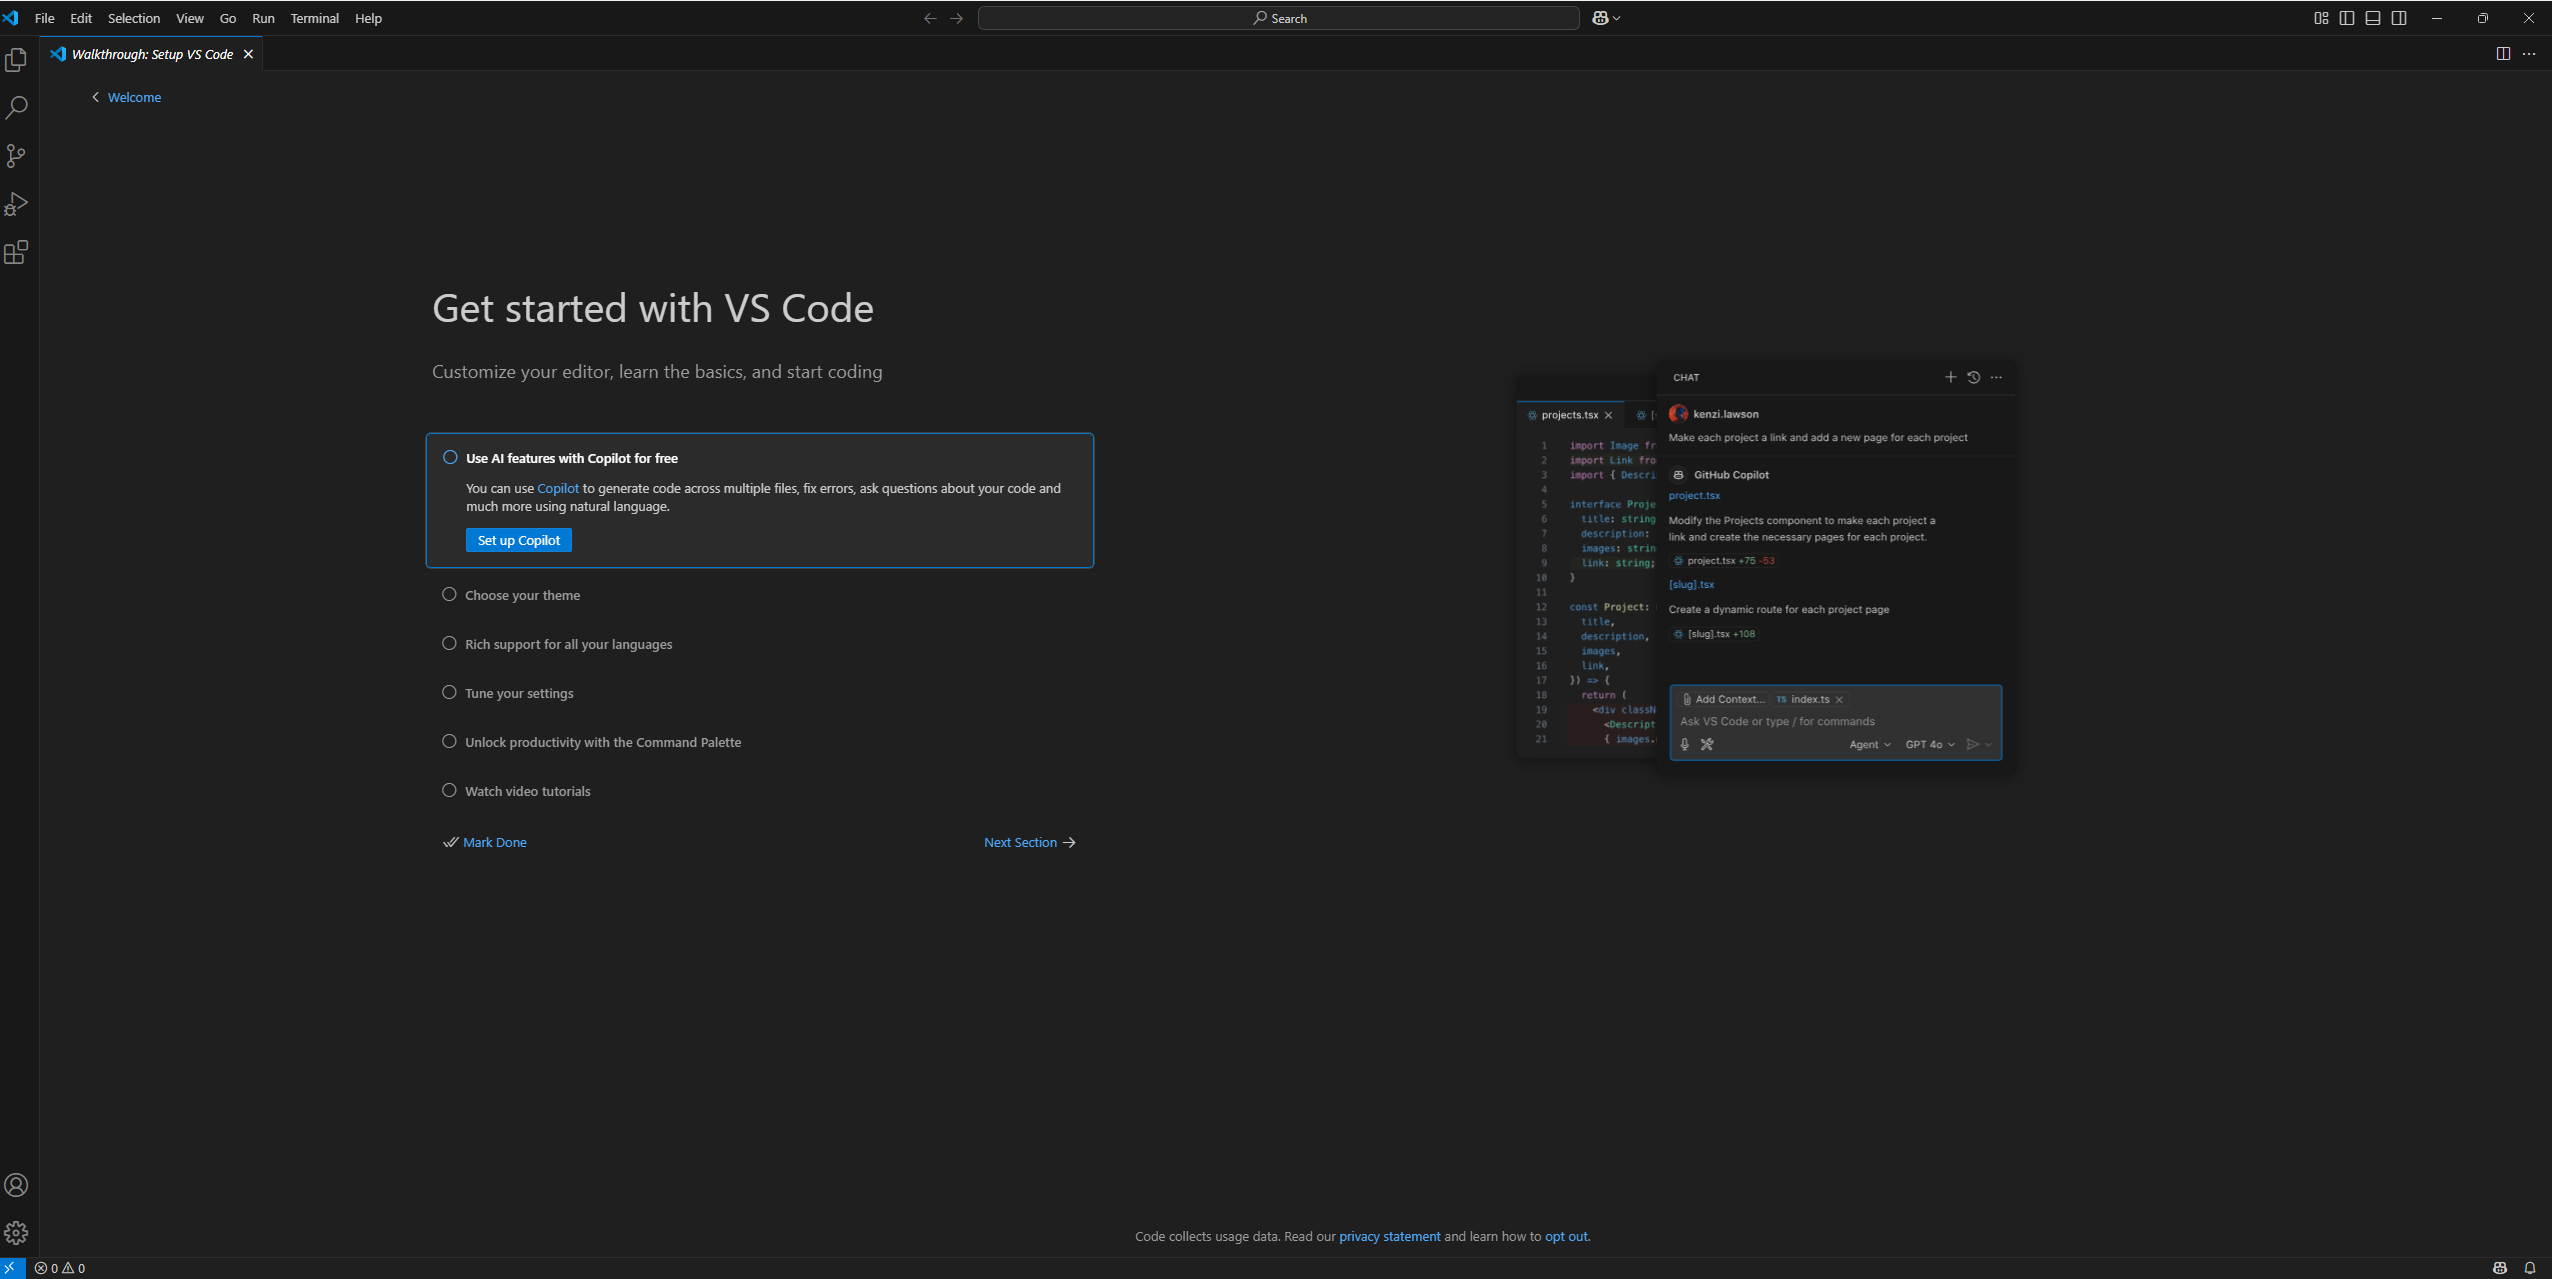 File Edit Selection View Go Run Terminal Help
Search
Walkthrough: Setup VS Code
Welcome
Get started with VS Code
Customize your editor, learn the basics, and start coding
Use AI features with Copilot for free
You can use Copilot to generate code across multiple files, fix errors, ask questions about your code and
much more using natural language.
Set up Copilot
Choose your theme
Rich support for all your languages
Tune your settings
Unlock productivity with the Command Palette
Watch video tutorials
Mark Done
Next Section
projects.tsx
1 import Image fr
2 import Link fro
3 import { Descri
4
5 interface Proje
6 title: string
7 description:
8 images: strin
9 link: string;
10 }
11
12 const Project:
13 title,
14 description,
15 images,
16 link,
17 }) => {
18 return (
19 <div classN
20 <Descript
21 { images.
CHAT
kenzi.lawson
Make each project a link and add a new page for each project
GitHub Copilot
project.tsx
Modify the Projects component to make each project a
link and create the necessary pages for each project.
project.tsx +75 -53
[slug].tsx
Create a dynamic route for each project page
[slug].tsx +108
Add Context... TS index.ts
Ask VS Code or type / for commands
Agent GPT 4o
Code collects usage data. Read our privacy statement and learn how to opt out.
0 0